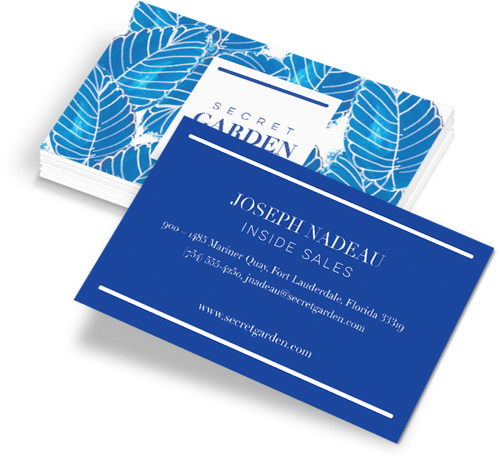 SECRET
GARDEN
JOSEPH NADEAU
INSIDE SALES
900 – 1485 Mariner Quay, Fort Lauderdale, Florida 33319
(754) 555-4250, jnadeau@secretgarden.com
www.secretgarden.com